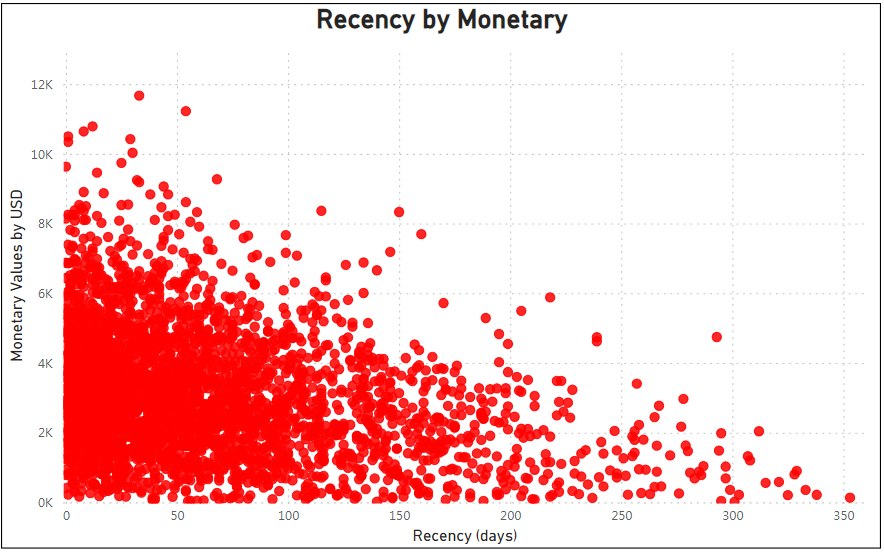 Recency by Monetary
Monetary Values by USD
12K
10K
8K
6K
4K
2K
0K
0 50 100 150 200 250 300 350
Recency (days)